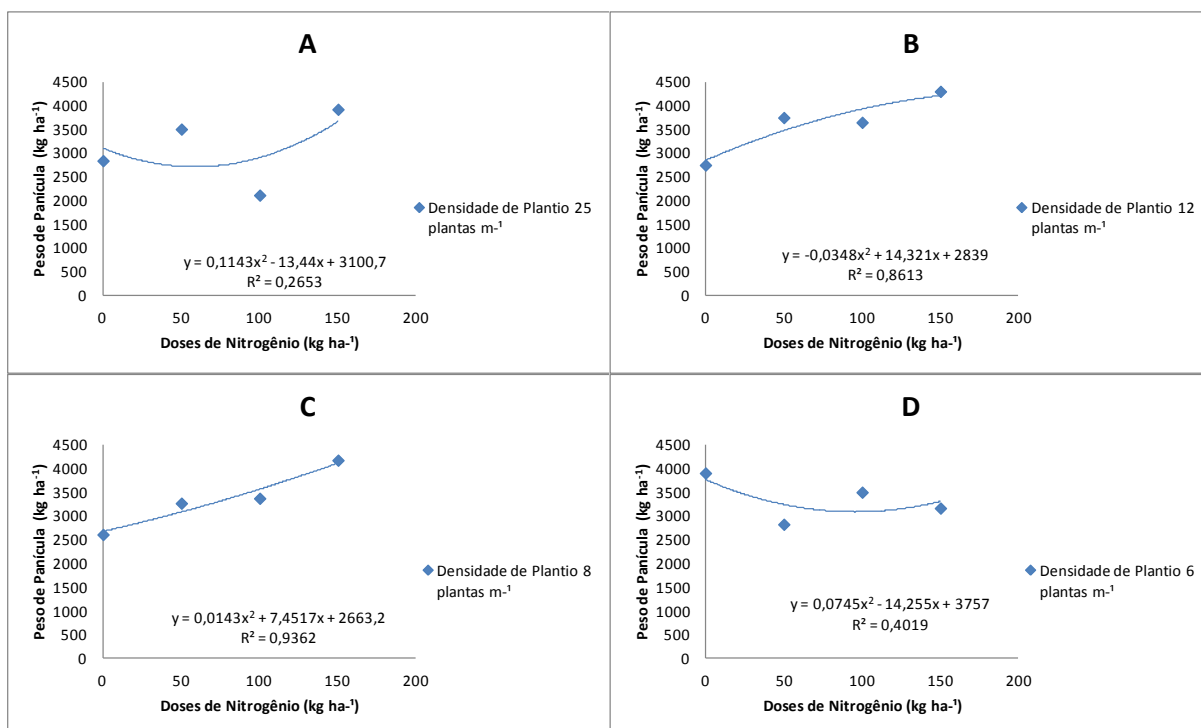 A
Peso de Panícula (kg ha⁻¹)
4500
4000
3500
3000
2500
2000
1500
1000
500
0
0 50 100 150 200
Doses de Nitrogênio (kg ha-¹)
y = 0,1143x² - 13,44x + 3100,7
R² = 0,2653
Densidade de Plantio 25
plantas m-¹
B
Peso de Panícula (kg ha⁻¹)
4500
4000
3500
3000
2500
2000
1500
1000
500
0
0 50 100 150 200
Doses de Nitrogênio (kg ha-¹)
y = -0,0348x² + 14,321x + 2839
R² = 0,8613
Densidade de Plantio 12
plantas m-¹
C
Peso de Panícula (kg ha⁻¹)
4500
4000
3500
3000
2500
2000
1500
1000
500
0
0 50 100 150 200
Doses de Nitrogênio (kg ha-¹)
y = 0,0143x² + 7,4517x + 2663,2
R² = 0,9362
Densidade de Plantio 8
plantas m-¹
D
Peso de Panícula (kg ha⁻¹)
4500
4000
3500
3000
2500
2000
1500
1000
500
0
0 50 100 150 200
Doses de Nitrogênio (kg ha-¹)
y = 0,0745x² - 14,255x + 3757
R² = 0,4019
Densidade de Plantio 6
plantas m-¹